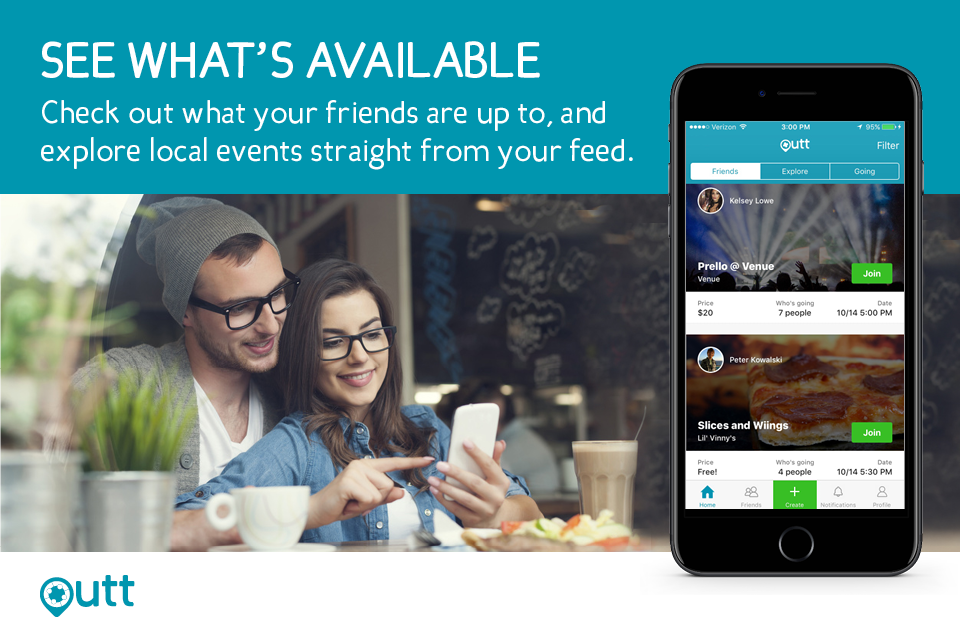 SEE WHAT'S AVAILABLE
Check out what your friends are up to, and
explore local events straight from your feed.
Verizon 3:00 PM 95%
outt Filter
Friends Explore Going
Kelsey Lowe
Prello @ Venue
Venue
Join
Price Who's going Date
$20 7 people 10/14 5:00 PM
Peter Kowalski
Slices and Wiings
Lil' Vinny's
Join
Price Who's going Date
Free! 4 people 10/14 5:30 PM
Home Friends Create Notifications Profile
outt